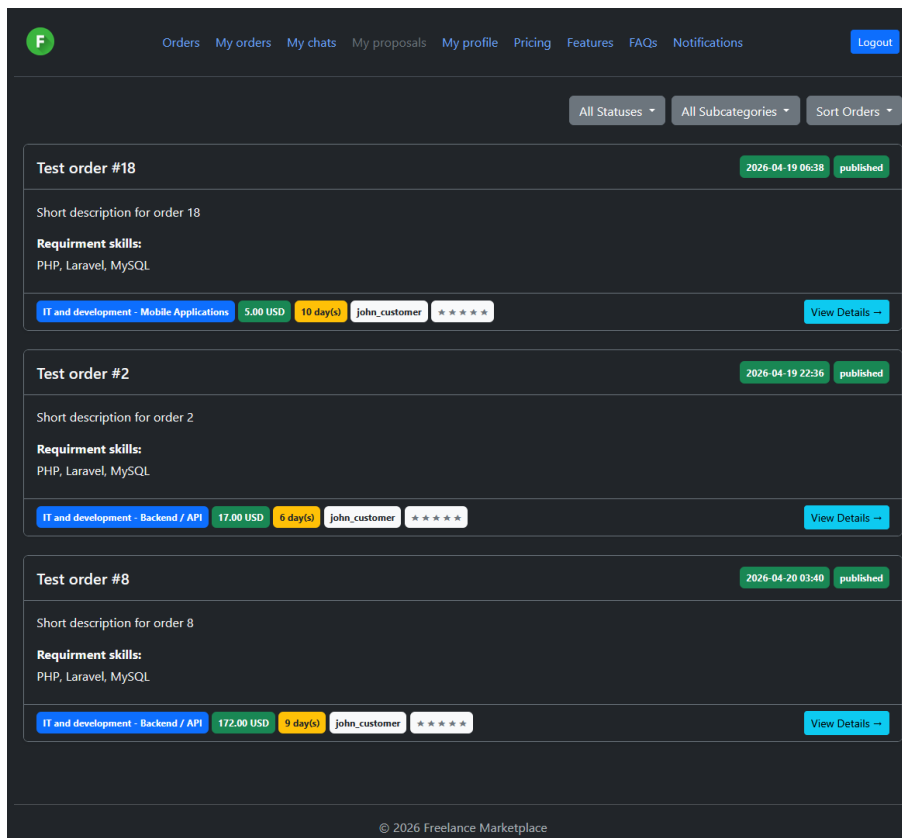 F
Orders My orders My chats My proposals My profile Pricing Features FAQs Notifications Logout
All Statuses All Subcategories Sort Orders
Test order #18 2026-04-19 06:38 published
Short description for order 18
Requirment skills:
PHP, Laravel, MySQL
IT and development - Mobile Applications 5.00 USD 10 day(s) john_customer ★ ★ ★ ★ ★ View Details →
Test order #2 2026-04-19 22:36 published
Short description for order 2
Requirment skills:
PHP, Laravel, MySQL
IT and development - Backend / API 17.00 USD 6 day(s) john_customer ★ ★ ★ ★ ★ View Details →
Test order #8 2026-04-20 03:40 published
Short description for order 8
Requirment skills:
PHP, Laravel, MySQL
IT and development - Backend / API 172.00 USD 9 day(s) john_customer ★ ★ ★ ★ ★ View Details →
© 2026 Freelance Marketplace